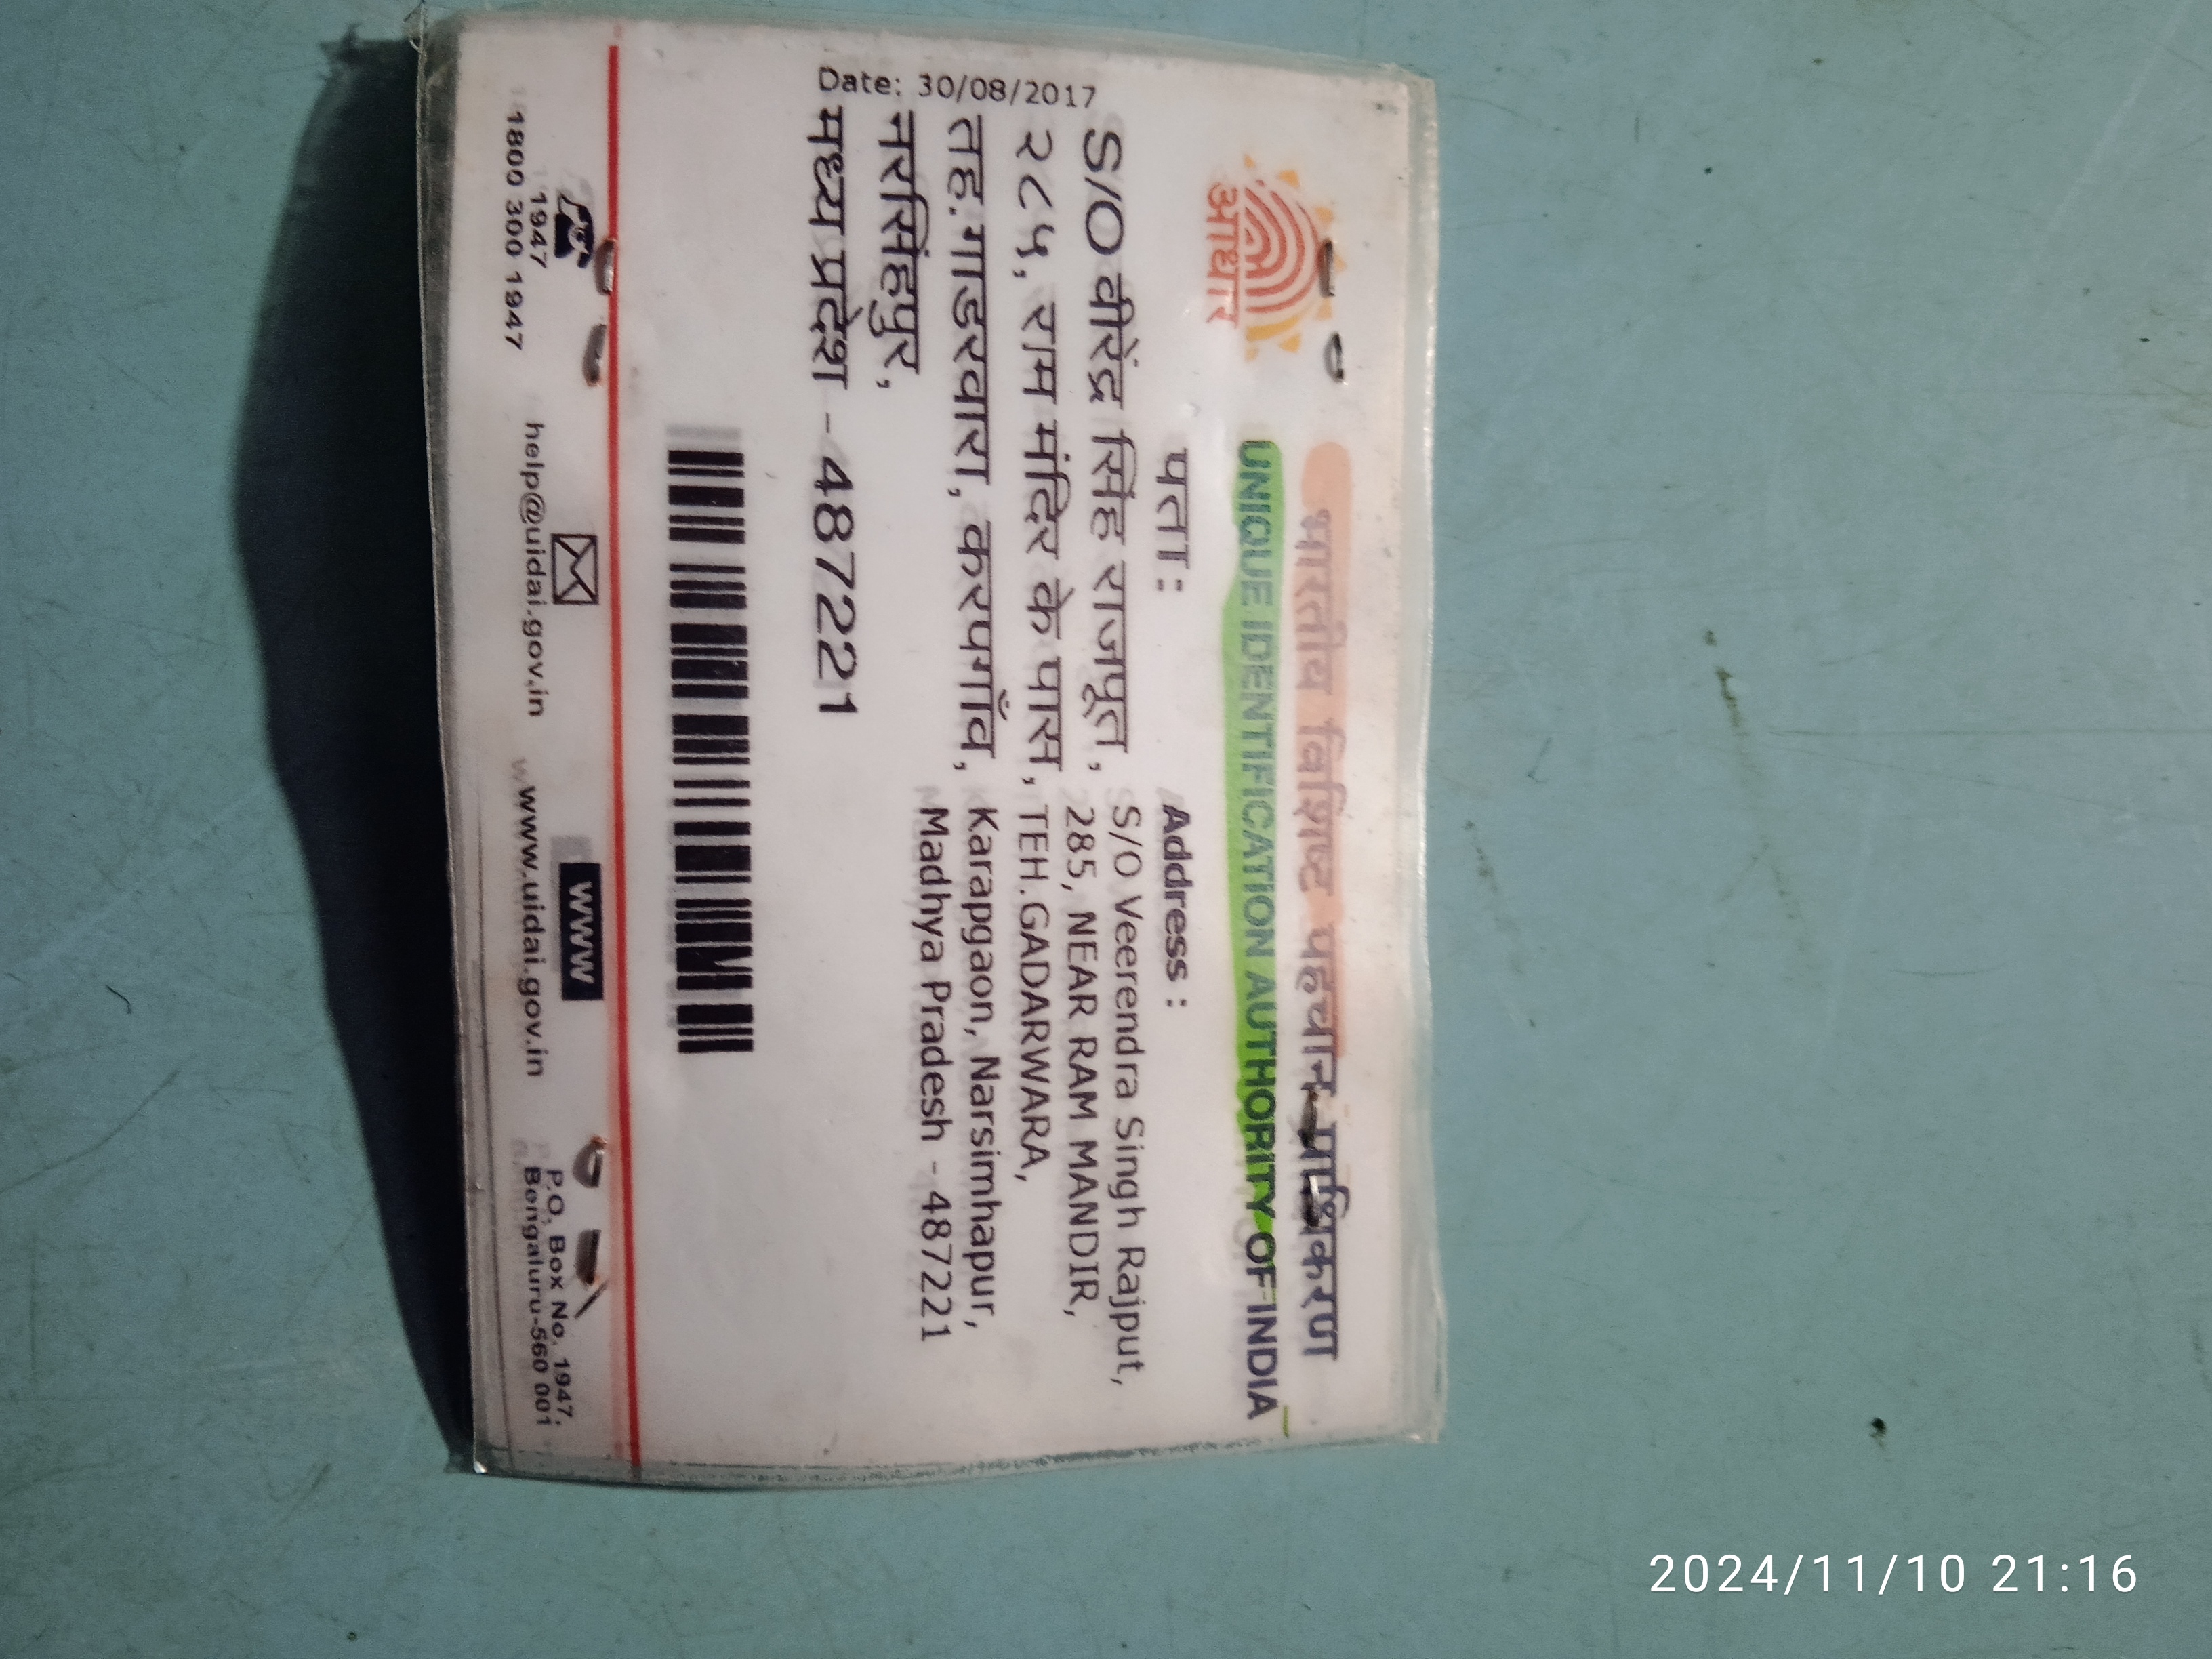 भारतीय विशिष्ट पहचान प्राधिकरण
UNIQUE IDENTIFICATION AUTHORITY OF INDIA
आधार
पता:
S/O वीरेंद्र सिंह राजपूत,
२८५, राम मंदिर के पास,
तह.गाडरवारा, करपगाँव,
नरसिंहपुर,
मध्य प्रदेश - 487221
Address :
S/O Veerendra Singh Rajput,
285, NEAR RAM MANDIR,
TEH.GADARWARA,
Karapgaon, Narsimhapur,
Madhya Pradesh - 487221
Date: 30/08/2017
1947
1800 300 1947
help@uidai.gov.in
www
www.uidai.gov.in
P.O. Box No. 1947,
Bengaluru-560 001
2024/11/10 21:16